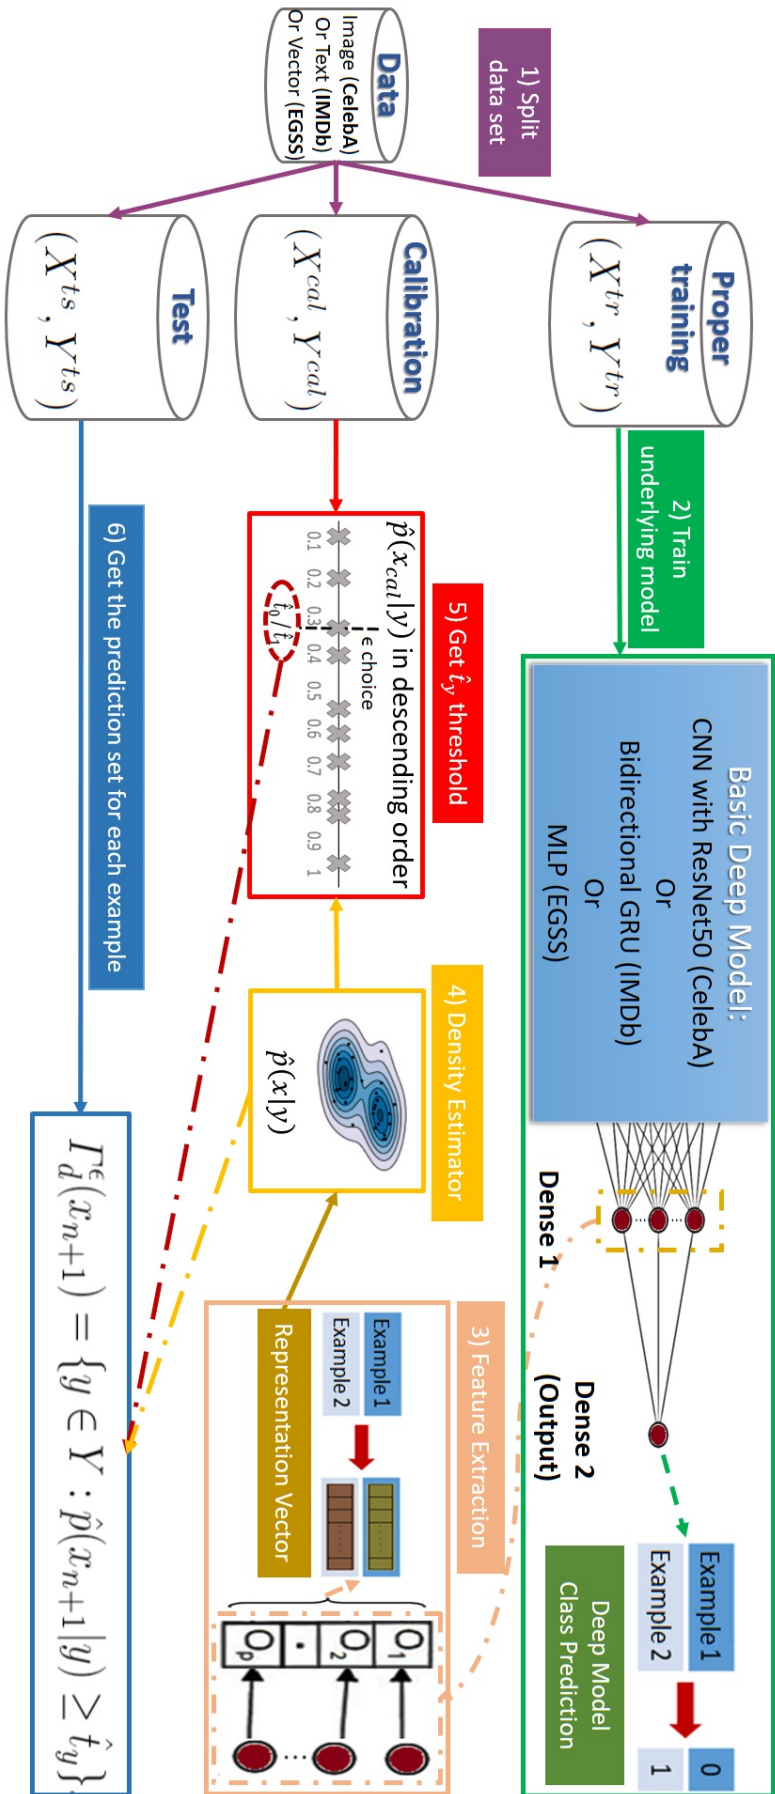 1) Split
data set
Data
Image (CelebA)
Or Text (IMDb)
Or Vector (EGSS)
Proper
training
(X^{tr}, Y^{tr})
Calibration
(X^{cal}, Y^{cal})
Test
(X^{ts}, Y^{ts})
2) Train
underlying model
Basic Deep Model:
CNN with ResNet50 (CelebA)
Or
Bidirectional GRU (IMDb)
Or
MLP (EGSS)
Dense 1
Dense 2
(Output)
Example 1
Example 2
0
1
Deep Model
Class Prediction
3) Feature Extraction
Example 1
Example 2
Representation Vector
O_1
O_2
.
O_p
4) Density Estimator
p̂(x|y)
5) Get t̂_y threshold
p̂(x_{cal}|y) in descending order
ϵ choice
0.1 0.2 0.3 0.4 0.5 0.6 0.7 0.8 0.9 1
t̂_0/t̂_1
6) Get the prediction set for each example
Γ_d^ϵ(x_{n+1}) = {y ∈ Y : p̂(x_{n+1}|y) ≥ t̂_y}.